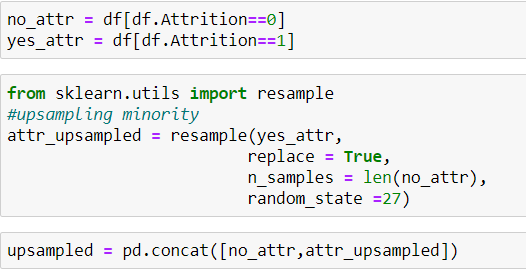 no_attr = df[df.Attrition==0]
yes_attr = df[df.Attrition==1]
from sklearn.utils import resample
#upsampling minority
attr_upsampled = resample(yes_attr,
replace = True,
n_samples = len(no_attr),
random_state =27)
upsampled = pd.concat([no_attr,attr_upsampled])